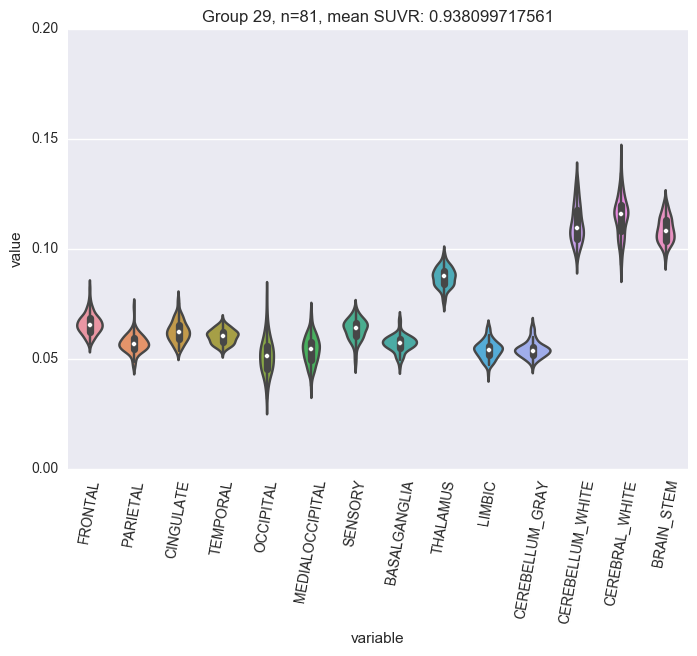 Group 29, n=81, mean SUVR: 0.938099717561
0.20
0.15
0.10
0.05
0.00
value
FRONTAL
PARIETAL
CINGULATE
TEMPORAL
OCCIPITAL
MEDIALOCCIPITAL
SENSORY
BASALGANGLIA
THALAMUS
LIMBIC
CEREBELLUM_GRAY
CEREBELLUM_WHITE
CEREBRAL_WHITE
BRAIN_STEM
variable